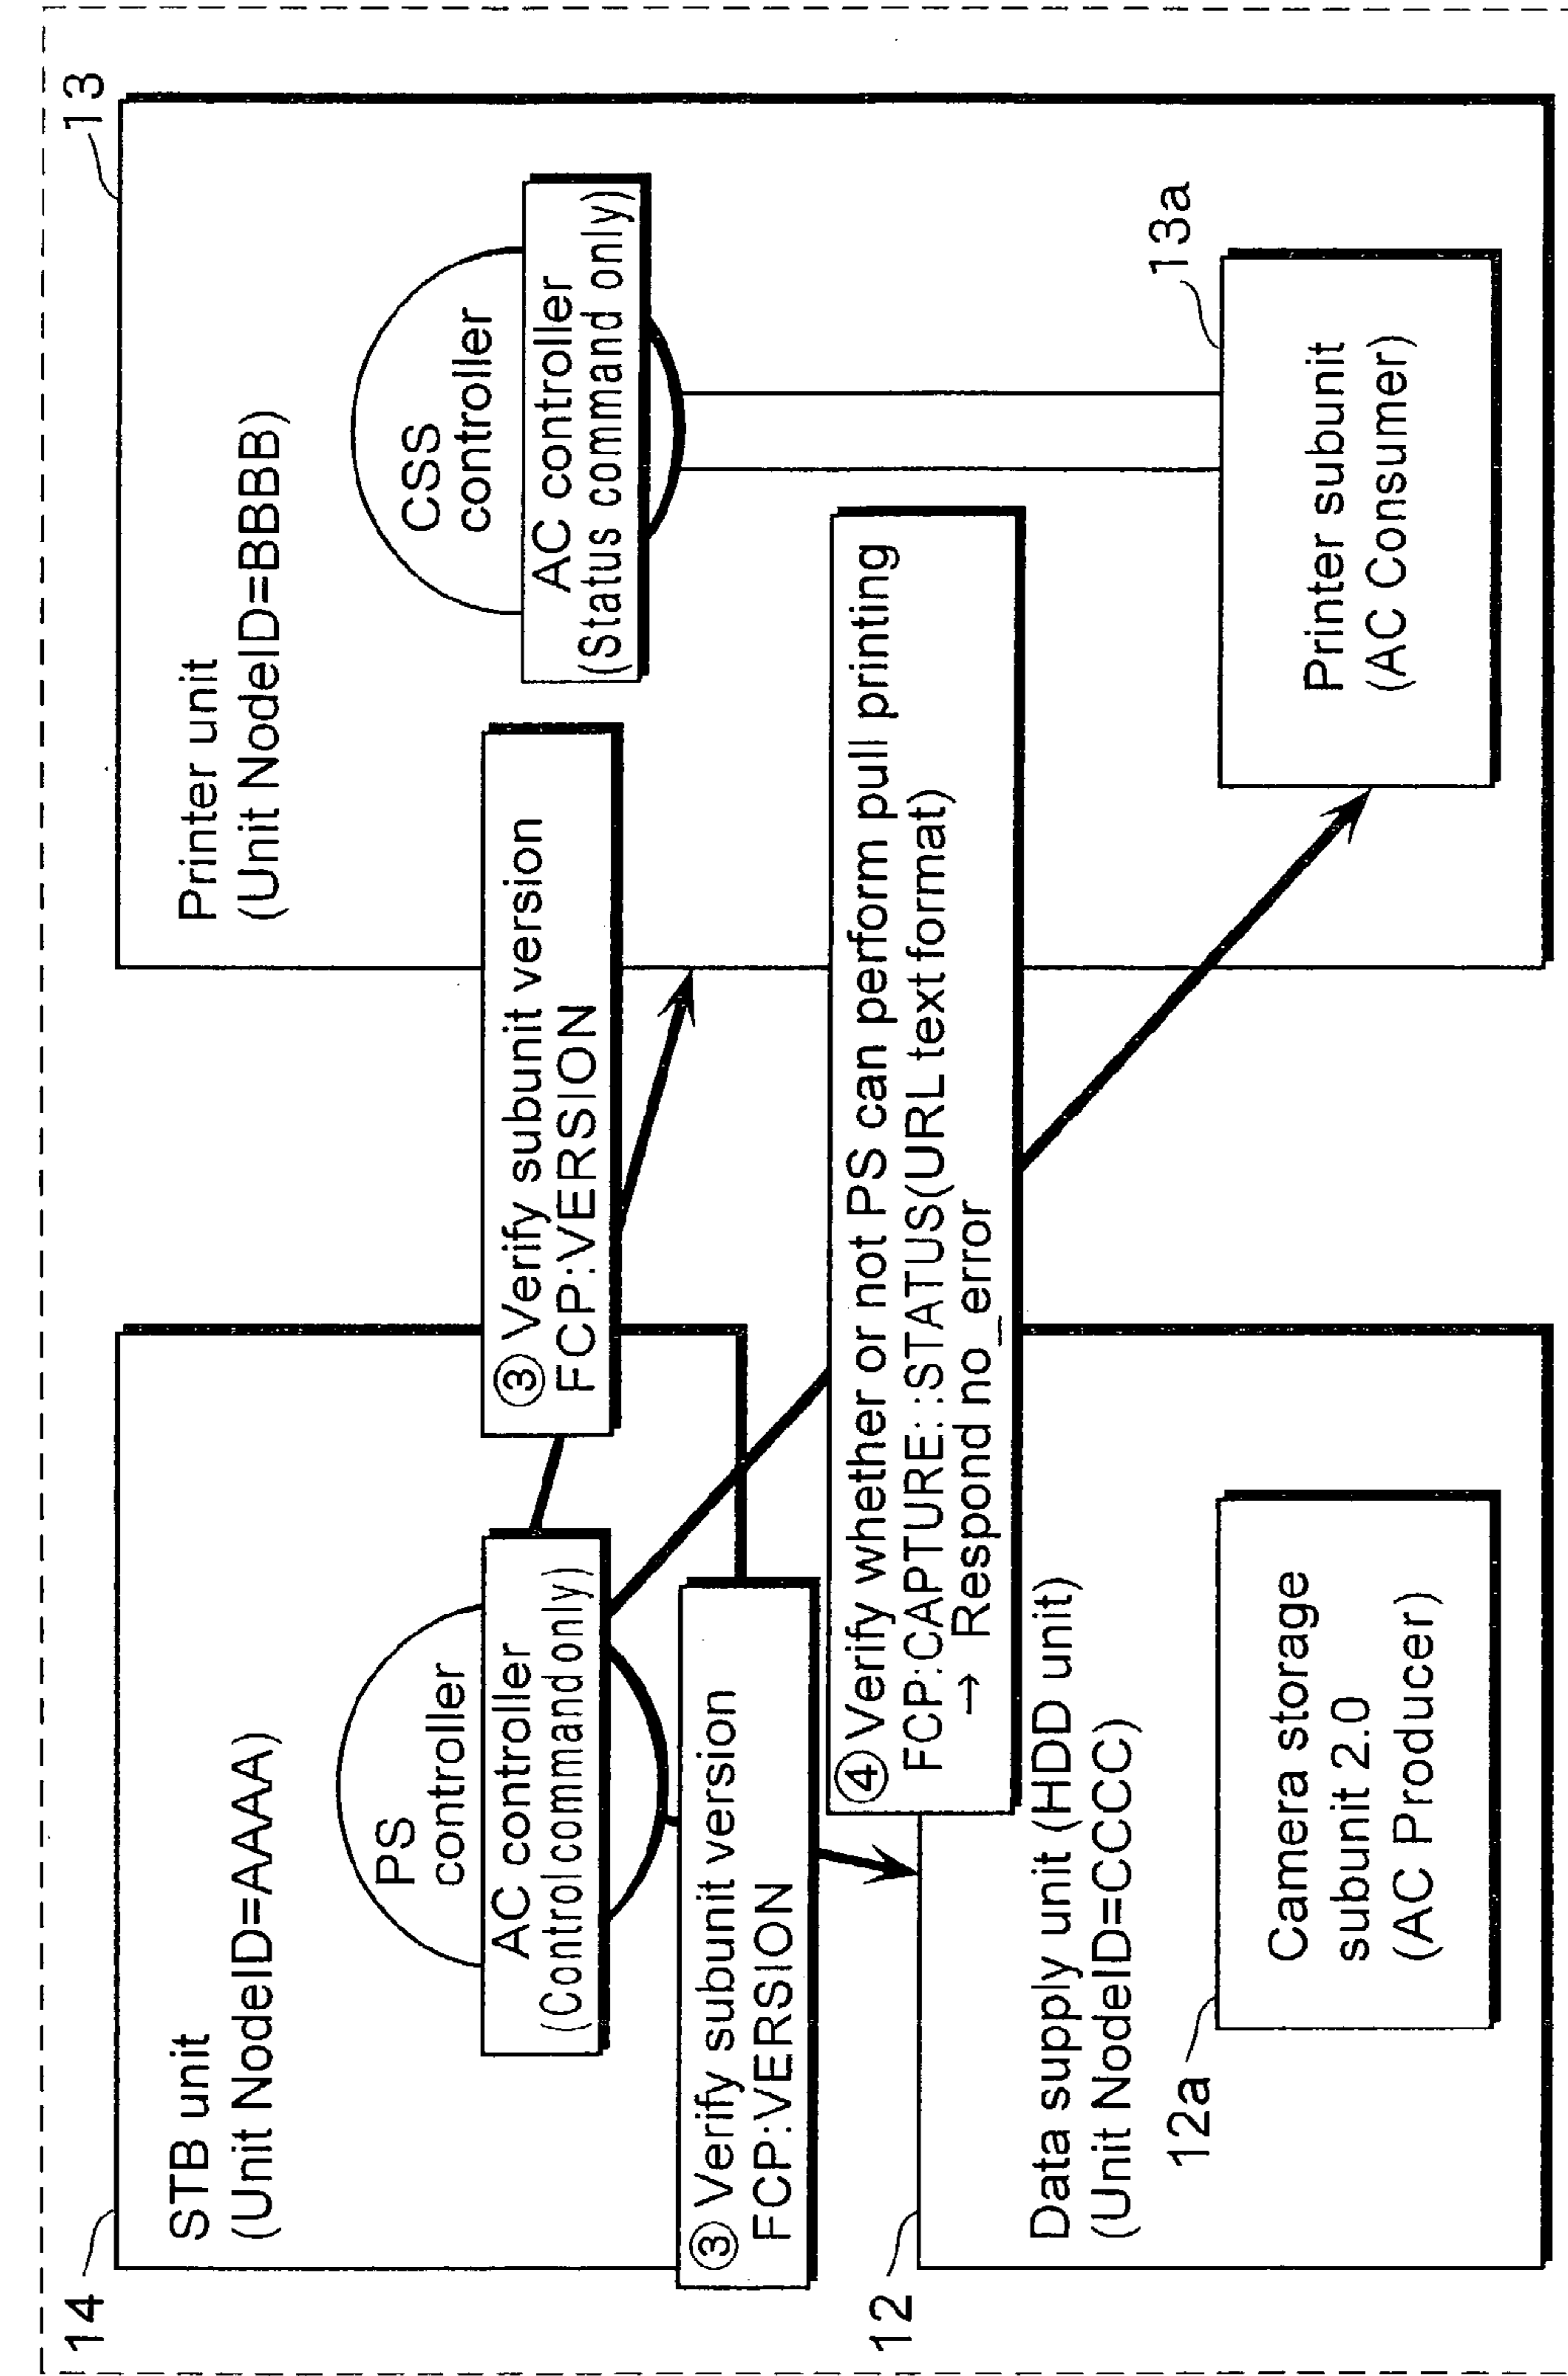 14
STB unit
(Unit NodeID=AAAA)
PS
controller
AC controller
(Control command only)
③ Verify subunit version
FCP:VERSION
③ Verify subunit version
FCP:VERSION
13
Printer unit
(Unit NodeID=BBBB)
CSS
controller
AC controller
(Status command only)
④ Verify whether or not PS can perform pull printing
FCP:CAPTURE::STATUS(URL text format)
→ Respond no_error
12
Data supply unit (HDD unit)
(Unit NodeID=CCCC)
12a
Camera storage
subunit 2.0
(AC Producer)
13a
Printer subunit
(AC Consumer)